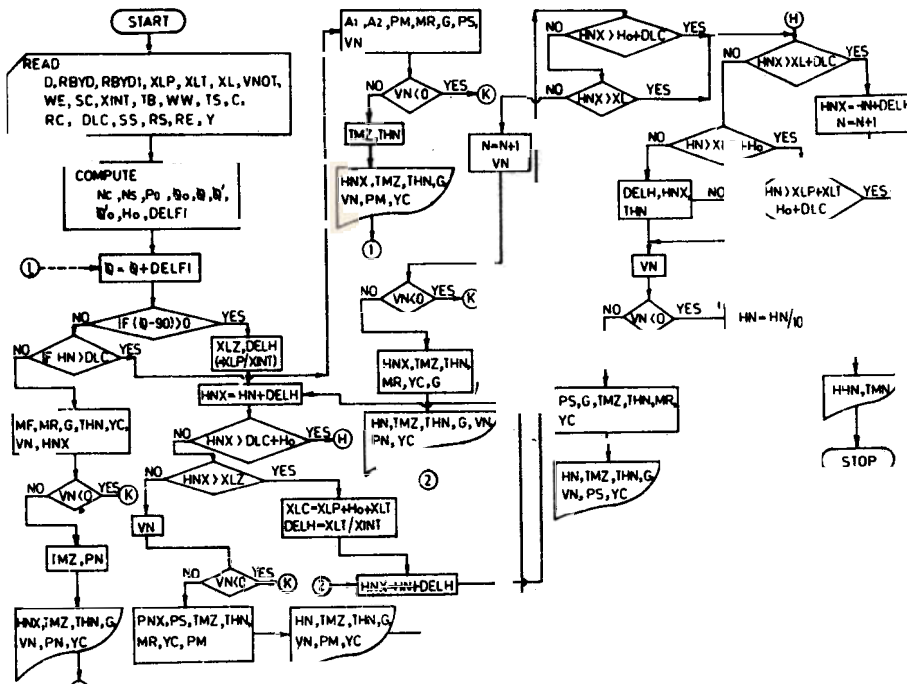 START
READ
D,RBYD,RBYD1,XLP,XLT,XL,VNOT,
WE,SC,XINT,TB,WW,TS,C,
RC, DLC,SS,RS,RE,Y
COMPUTE
1
IF HN>DLC
NO
YES
NO
YES
XLZ,DELH
(=XLP/XINT)
HNX=HN+DELH
HNX>DLC+Ho
YES
H
NO
HNX>XLZ
YES
NO
MF,MR,G,THN,YC,
VN,HNX
NO
VN<0
YES
K
TMZ,PN
HNX,TMZ,THN,G,
VN,PN,YC
VN
NO
VN<0
YES
K
PNX,PS,TMZ,THN,
MR,YC,PM
HN,TMZ,THN,G,
VN,PM,YC
XLC=XLP+Ho+XLT
DELH=XLT/XINT
2
HNX=HN+DELH
A1,A2,PM,MR,G,PS,
VN
VN<0
YES
K
NO
TMZ,THN
HNX,TMZ,THN,G,
VN,PM,YC
1
NO
HNX>Ho+DLC
YES
NO
HNX>XL
YES
N=N+1
VN
NO
VN<0
YES
K
HNX,TMZ,THN,
MR,YC,G
HN,TMZ,THN,G,VN,
PN,YC
2
H
NO
HNX>XL+DLC
YES
N=N+1
NO
YES
DELH,HNX,
THN
NO
HN>XLP+XLT
Ho+DLC
YES
VN
NO
VN<0
YES
HN=HN/10
PS,G,TMZ,THN,MR,
YC
HN,TMZ,THN,G,
VN,PS,YC
HHN,TMN
STOP